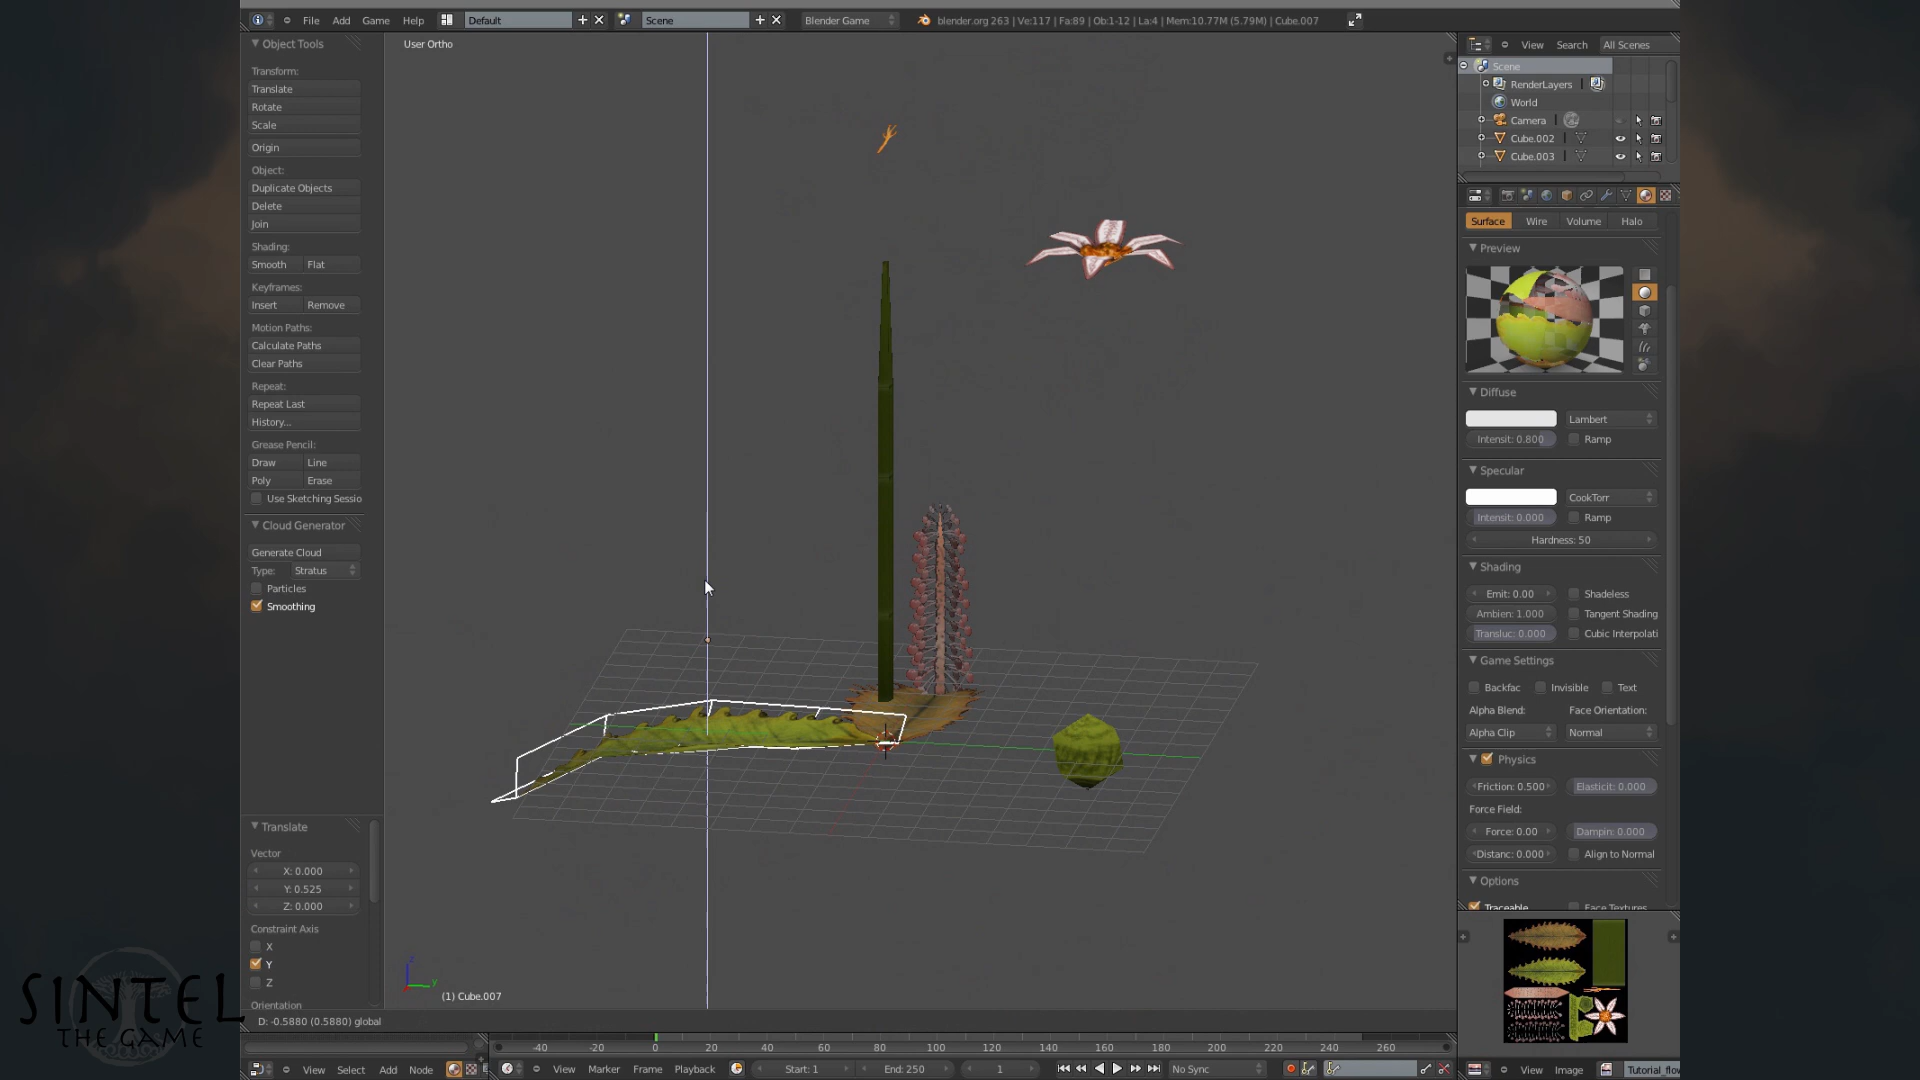 File Add Game Help Default Scene Blender Game blender.org 263 | Ve:117 | Fa:89 | Ob:1-12 | La:4 | Mem:10.77M (5.79M) | Cube.007
Object Tools
Transform:
Translate
Rotate
Scale
Origin
Object:
Duplicate Objects
Delete
Join
Shading:
Smooth Flat
Keyframes:
Insert Remove
Motion Paths:
Calculate Paths
Clear Paths
Repeat:
Repeat Last
History...
Grease Pencil:
Draw Line
Poly Erase
Use Sketching Sessio
Cloud Generator
Generate Cloud
Type: Stratus
Particles
Smoothing
Translate
Vector
X: 0.000
Y: 0.525
Z: 0.000
Constraint Axis
X
Y
Z
Orientation
User Ortho
z
y
(1) Cube.007
D: -0.5880 (0.5880) global
View Search All Scenes
Scene
RenderLayers
World
Camera
Cube.002
Cube.003
Surface Wire Volume Halo
Preview
Diffuse
Lambert
Intensit: 0.800 Ramp
Specular
CookTorr
Intensit: 0.000 Ramp
Hardness: 50
Shading
Emit: 0.00 Shadeless
Ambien: 1.000 Tangent Shading
Transluc: 0.000 Cubic Interpolati
Game Settings
Backfac Invisible Text
Alpha Blend: Face Orientation:
Alpha Clip Normal
Physics
Friction: 0.500 Elasticit: 0.000
Force Field:
Force: 0.00 Dampin: 0.000
Distanc: 0.000 Align to Normal
Options
Traceable Face Textures
-40 -20 0 20 40 60 80 100 120 140 160 180 200 220 240 260
View Select Add Node View Marker Frame Playback Start: 1 End: 250 1 No Sync View Image Tutorial_flow
SINTEL
THE GAME